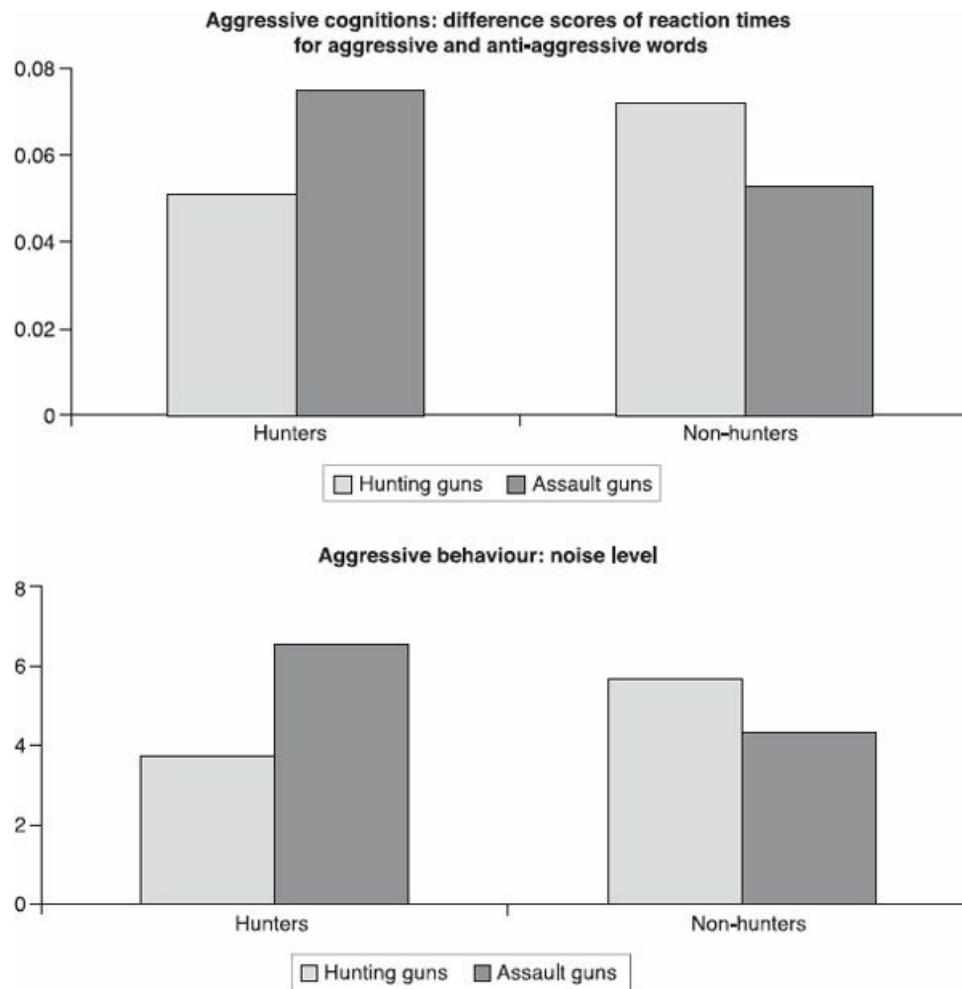 Aggressive cognitions: difference scores of reaction times
for aggressive and anti-aggressive words
0.08
0.06
0.04
0.02
0
Hunters
Non-hunters
Hunting guns
Assault guns
Aggressive behaviour: noise level
8
6
4
2
0
Hunters
Non-hunters
Hunting guns
Assault guns